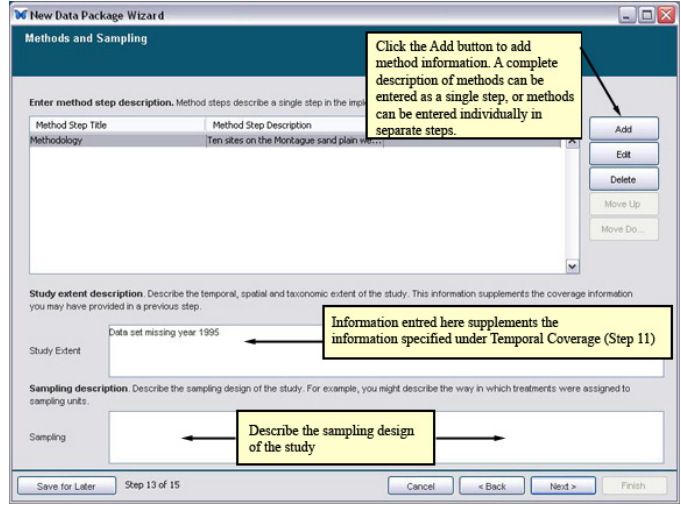 New Data Package Wizard
Methods and Sampling
Click the Add button to add
method information. A complete
description of methods can be
entered as a single step, or methods
can be entered individually in
separate steps.
Enter method step description. Method steps describe a single step in the
Method Step Title Method Step Description
Methodology Ten sites on the Montague sand plain we...
Add
Edit
Delete
Move Up
Move Do...
Study extent description. Describe the temporal, spatial and taxonomic extent of the study. This information supplements the coverage information
you may have provided in a previous step.
Information entred here supplements the
information specified under Temporal Coverage (Step 11)
Data set missing year 1995
Study Extent
Sampling description. Describe the sampling design of the study. For example, you might describe the way in which treatments were assigned to
sampling units.
Describe the sampling design
of the study
Sampling
Save for Later Step 13 of 15 Cancel < Back Next > Finish